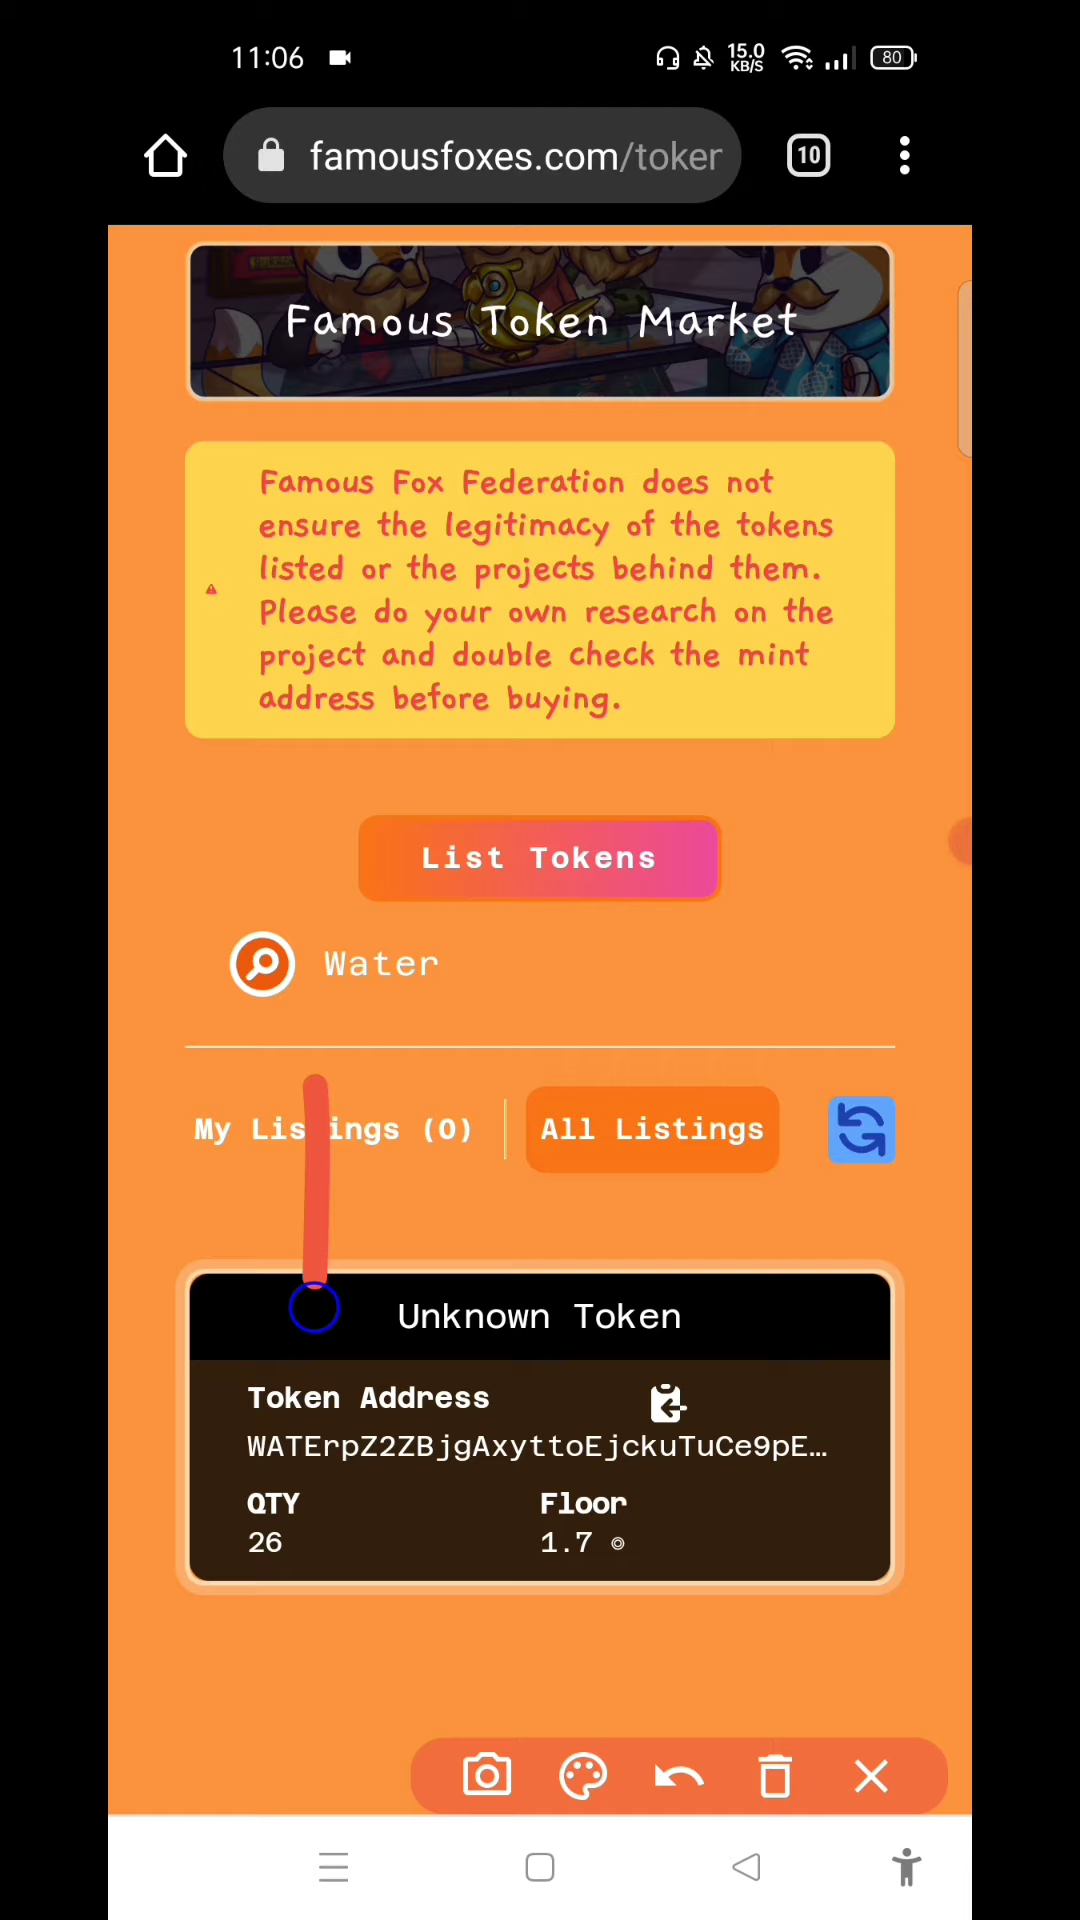 11:06
15.0
KB/S
80
famousfoxes.com/token
10
Famous Token Market
Famous Fox Federation does not
ensure the legitimacy of the tokens
listed or the projects behind them.
Please do your own research on the
project and double check the mint
address before buying.
List Tokens
Water
My Listings (0)
All Listings
Unknown Token
Token Address
WATErpZ2ZBjgAxyttoEjckuTuCe9pE…
QTY
Floor
26
1.7